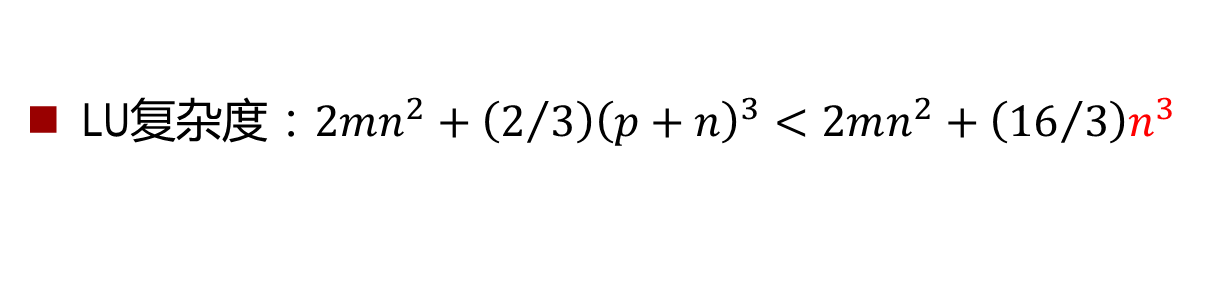 LU复杂度：2mn² + (2/3)(p + n)³ < 2mn² + (16/3)n³